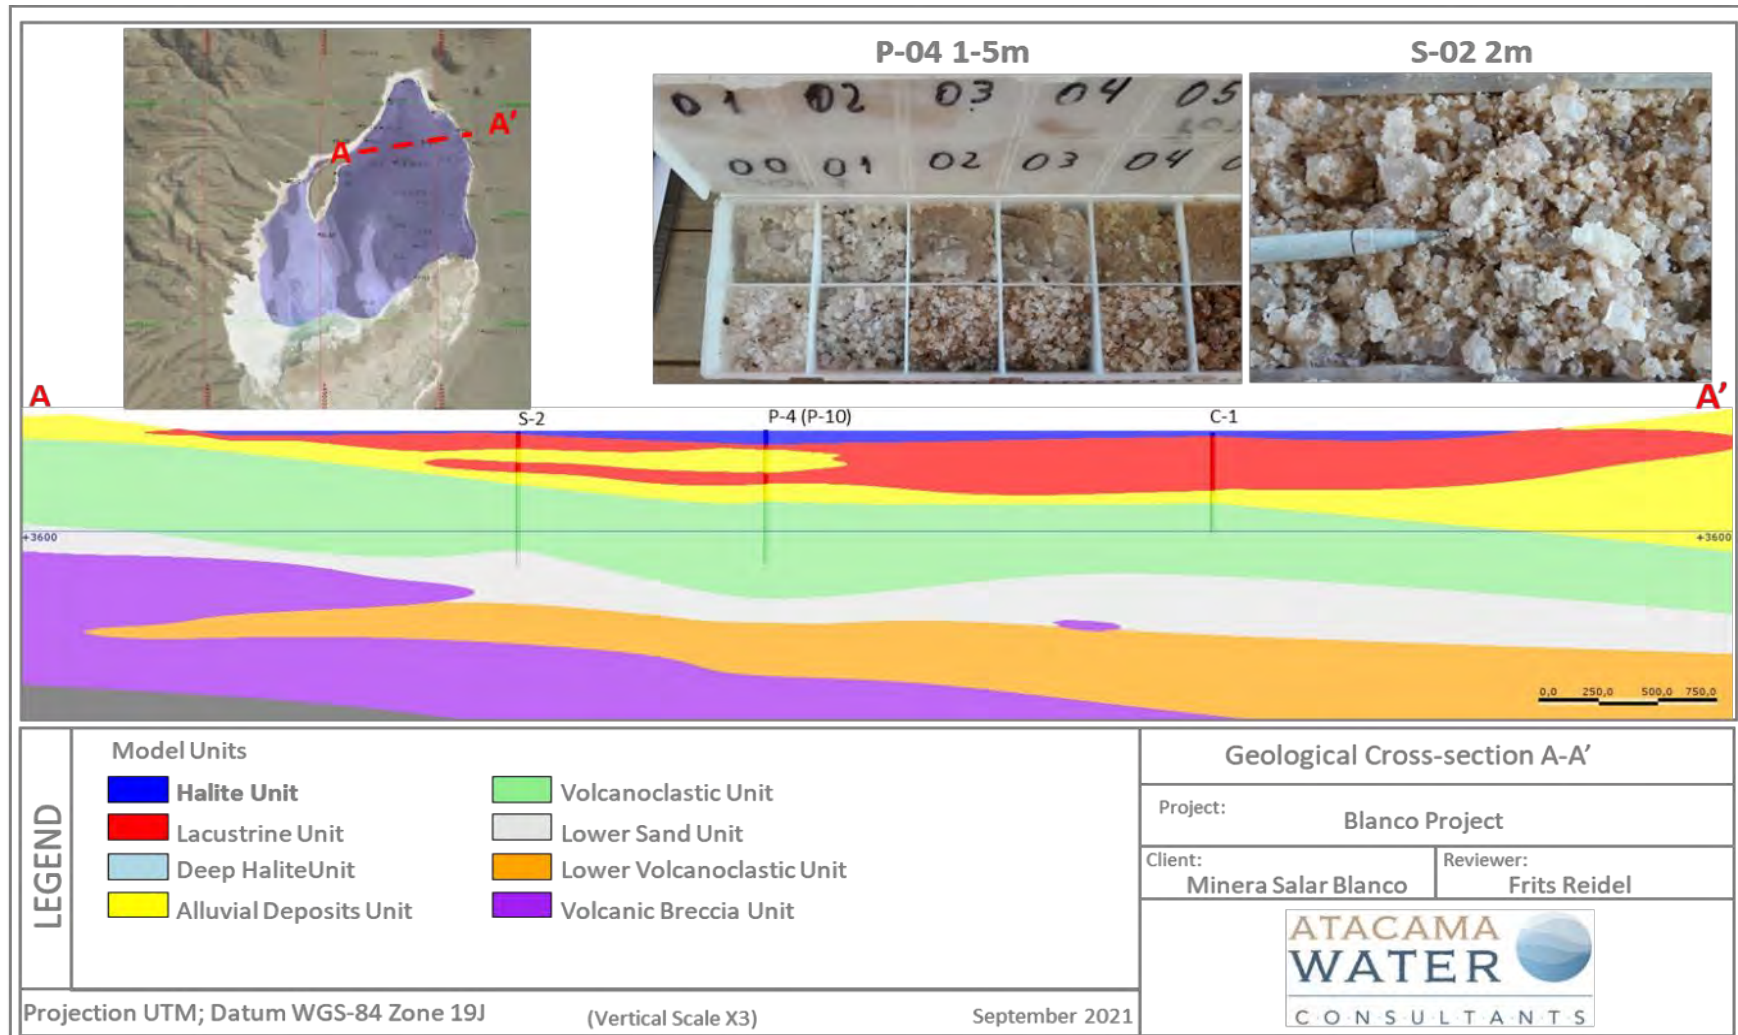 P-04 1-5m
S-02 2m
A
A'
01 02 03 04 05
00 01 02 03 04
A
A'
S-2
P-4 (P-10)
C-1
+3600
+3600
0,0 250,0 500,0 750,0
LEGEND
Model Units
Halite Unit
Lacustrine Unit
Deep HaliteUnit
Alluvial Deposits Unit
Volcanoclastic Unit
Lower Sand Unit
Lower Volcanoclastic Unit
Volcanic Breccia Unit
Geological Cross-section A-A'
Project:
Blanco Project
Client:
Minera Salar Blanco
Reviewer:
Frits Reidel
ATACAMA
WATER
CONSULTANTS
Projection UTM; Datum WGS-84 Zone 19J
(Vertical Scale X3)
September 2021